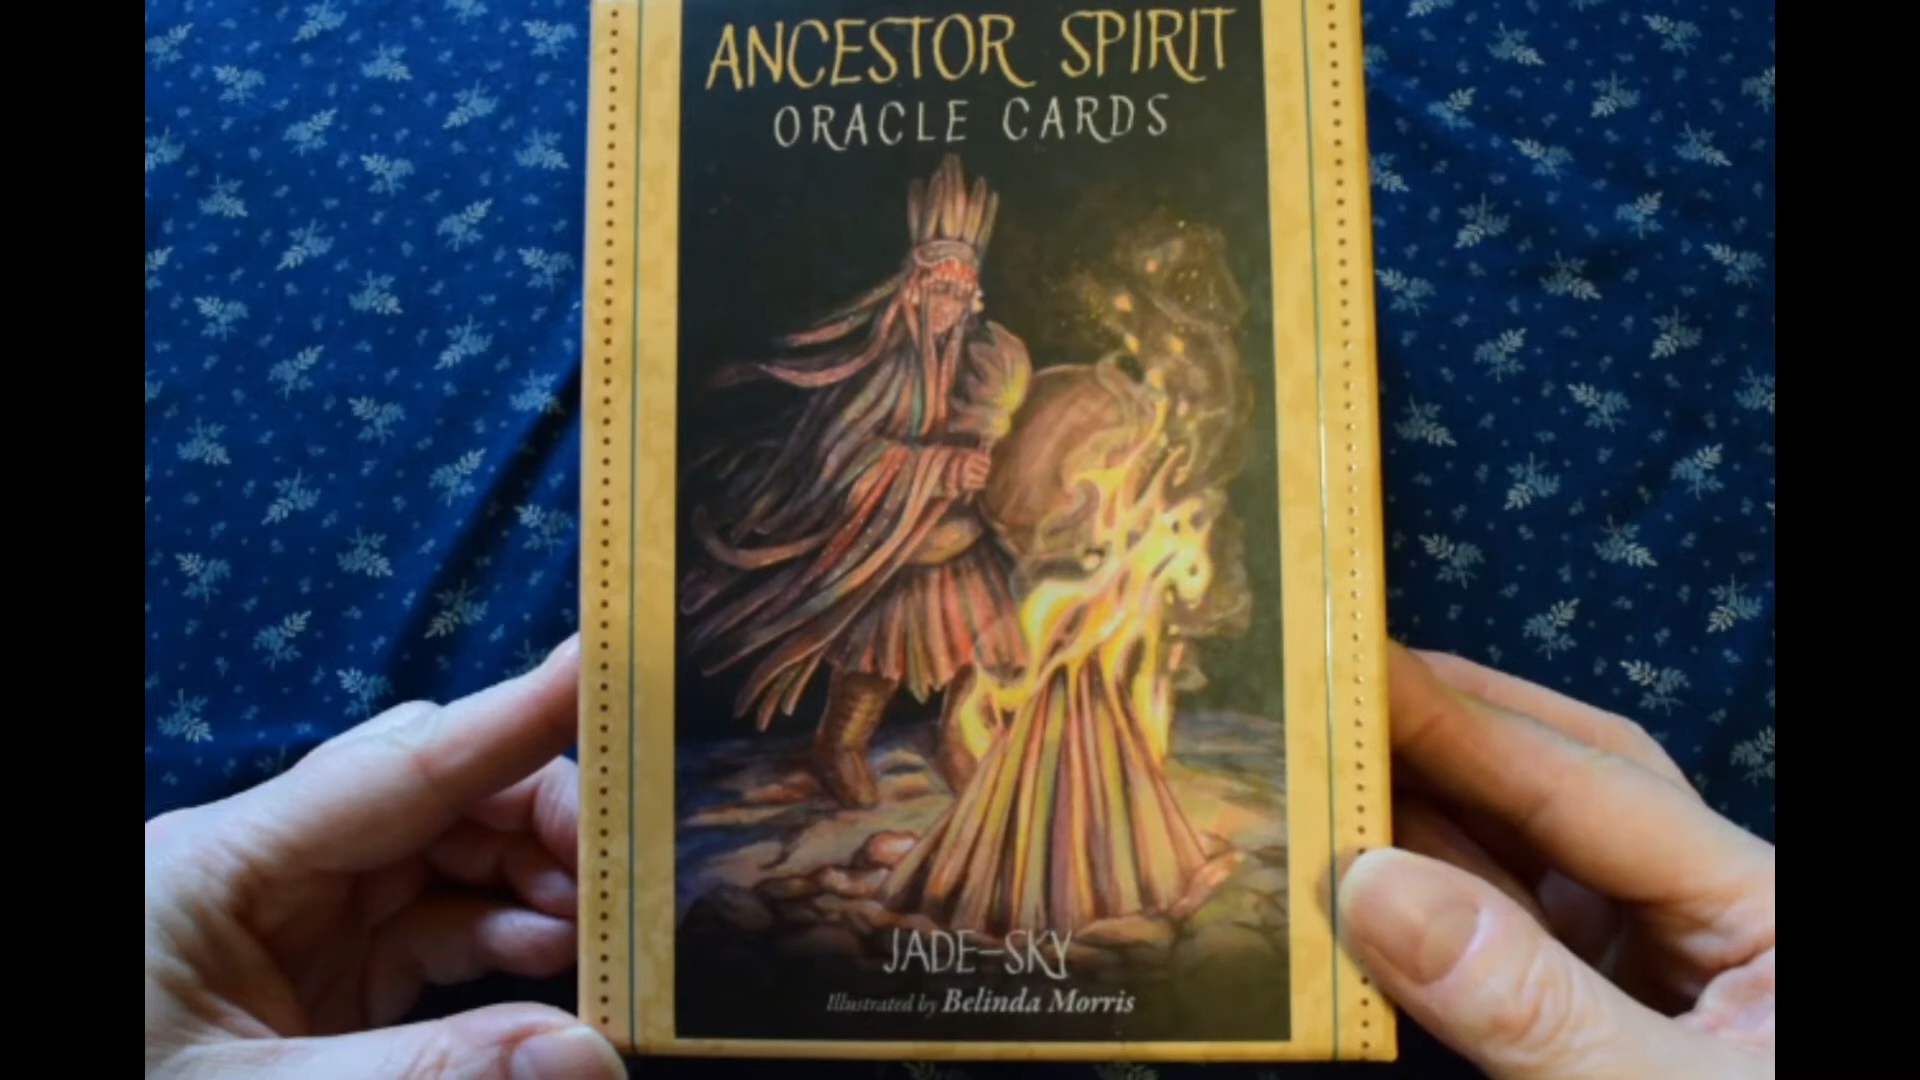 ANCESTOR SPIRIT
ORACLE CARDS
JADE-SKY
Illustrated by Belinda Morris